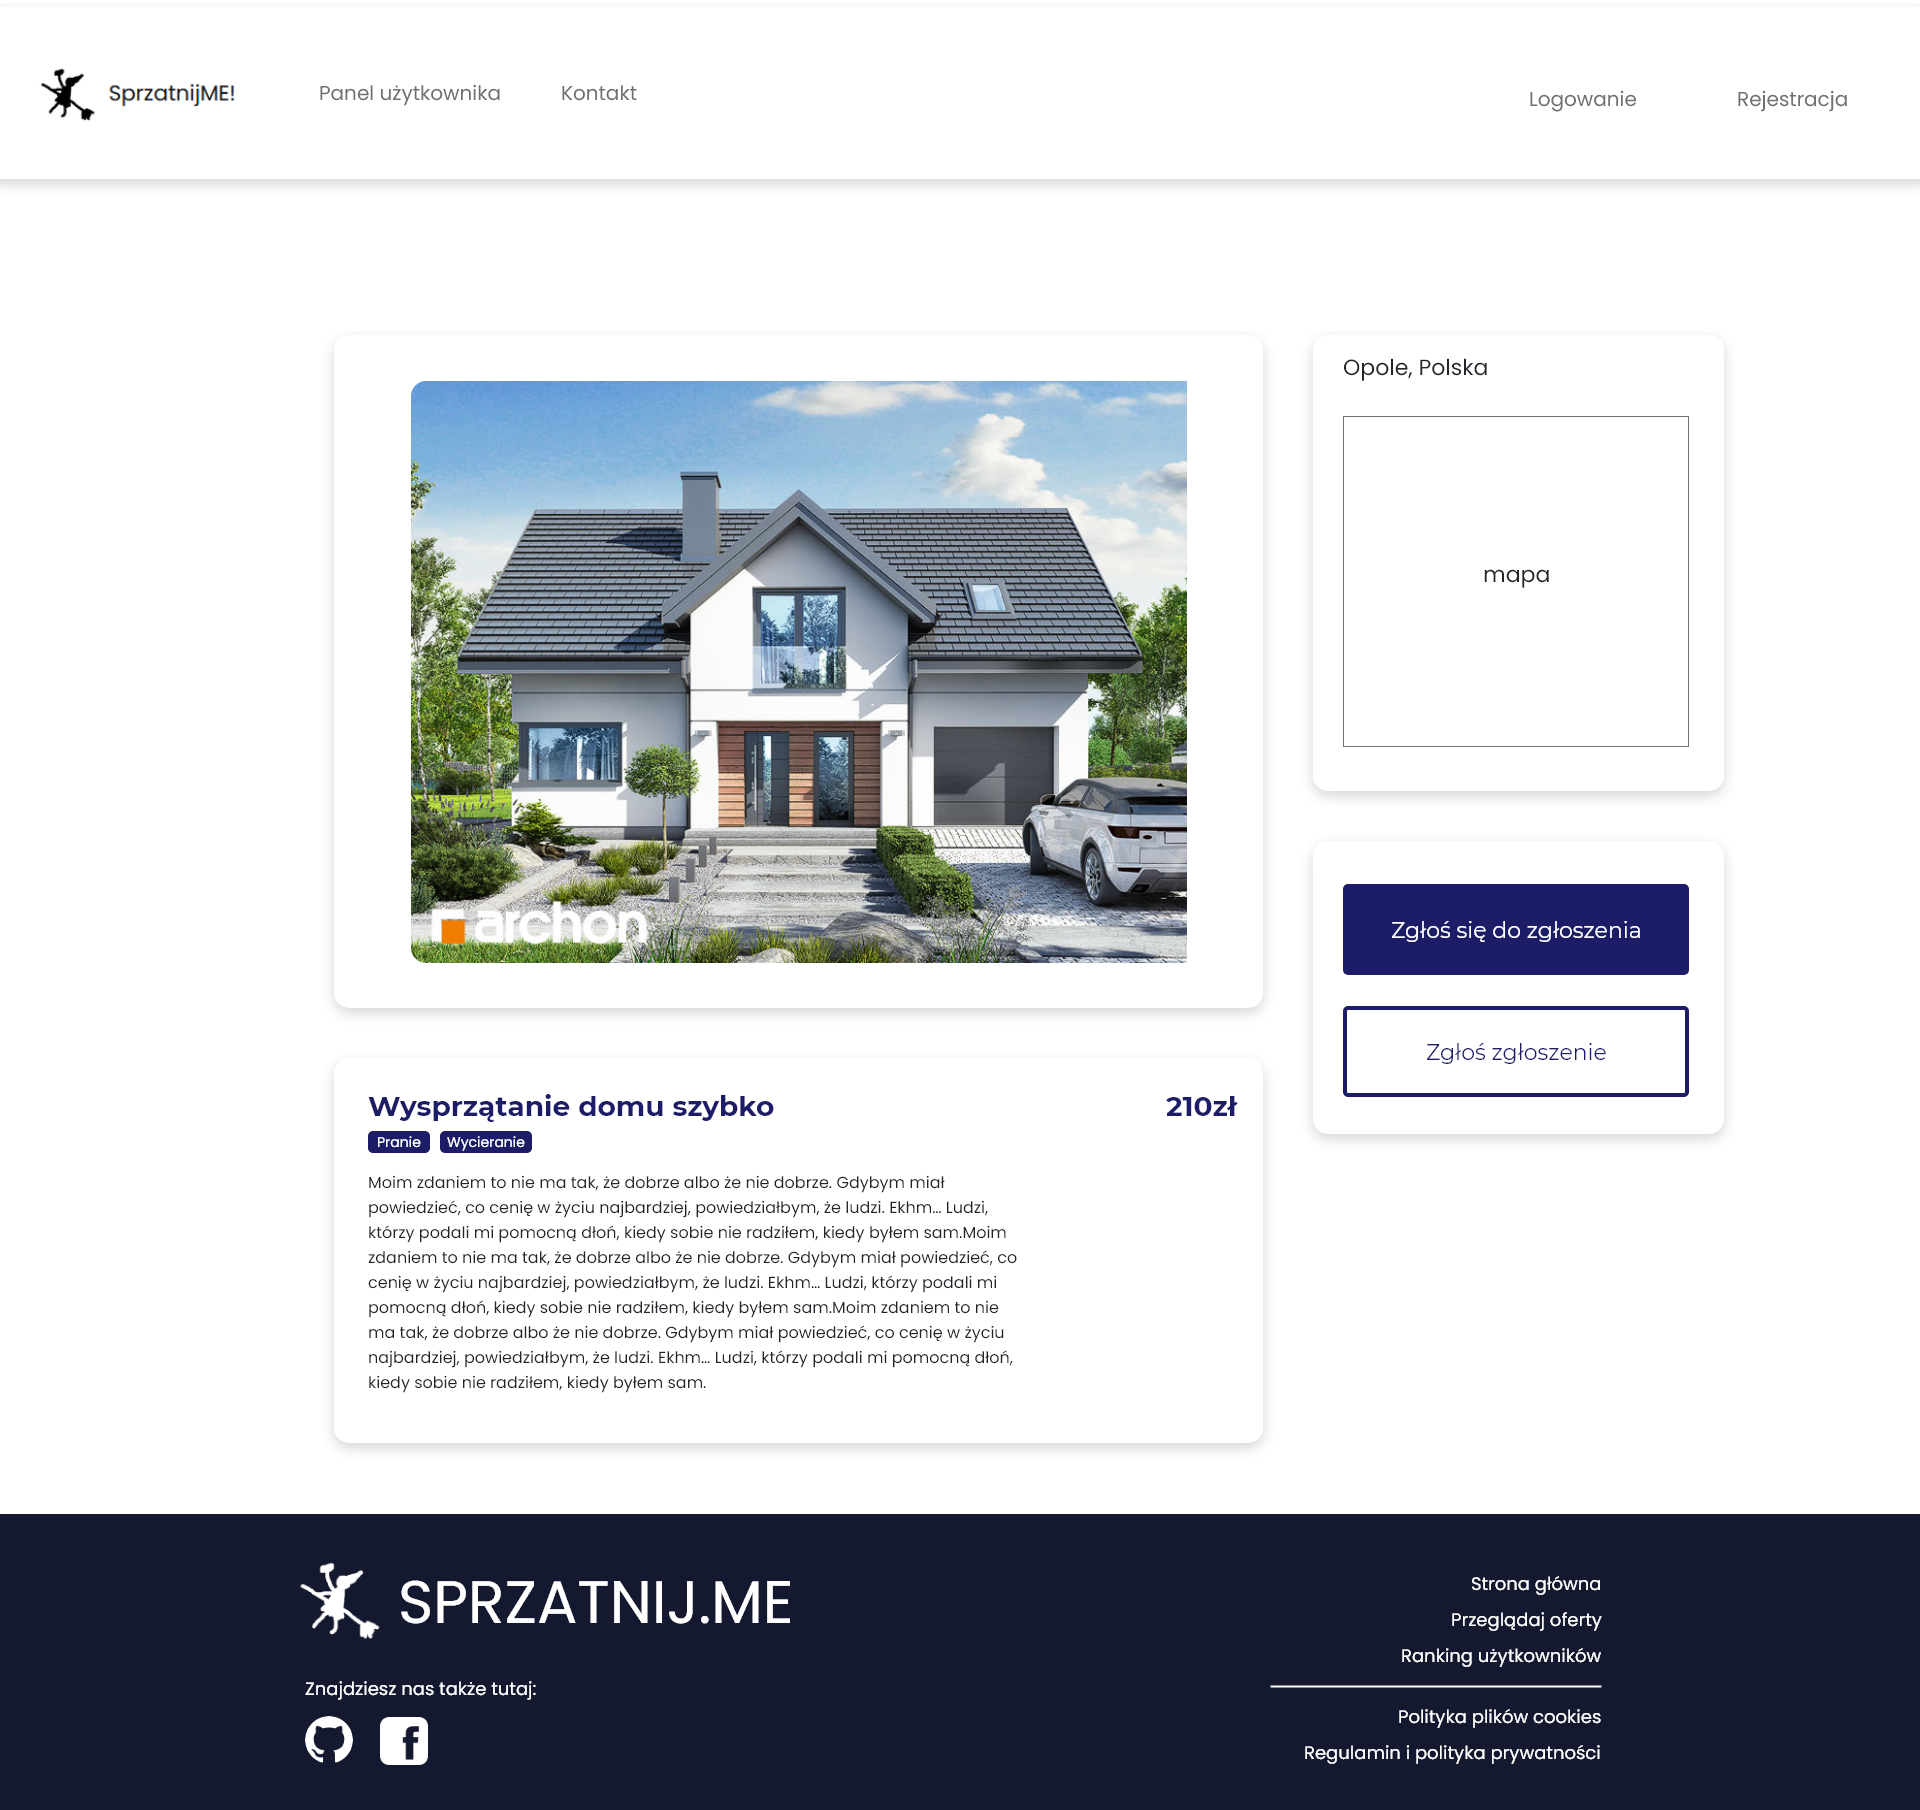 SprzatnijME!
Panel użytkownika
Kontakt
Logowanie
Rejestracja
archon
Opole, Polska
mapa
Zgłoś się do zgłoszenia
Zgłoś zgłoszenie
Wysprzątanie domu szybko
210zł
Pranie
Wycieranie
Moim zdaniem to nie ma tak, że dobrze albo że nie dobrze. Gdybym miał
powiedzieć, co cenię w życiu najbardziej, powiedziałbym, że ludzi. Ekhm... Ludzi,
którzy podali mi pomocną dłoń, kiedy sobie nie radziłem, kiedy byłem sam.Moim
zdaniem to nie ma tak, że dobrze albo że nie dobrze. Gdybym miał powiedzieć, co
cenię w życiu najbardziej, powiedziałbym, że ludzi. Ekhm... Ludzi, którzy podali mi
pomocną dłoń, kiedy sobie nie radziłem, kiedy byłem sam.Moim zdaniem to nie
ma tak, że dobrze albo że nie dobrze. Gdybym miał powiedzieć, co cenię w życiu
najbardziej, powiedziałbym, że ludzi. Ekhm... Ludzi, którzy podali mi pomocną dłoń,
kiedy sobie nie radziłem, kiedy byłem sam.
SPRZATNIJ.ME
Znajdziesz nas także tutaj:
Strona główna
Przeglądaj oferty
Ranking użytkowników
Polityka plików cookies
Regulamin i polityka prywatności